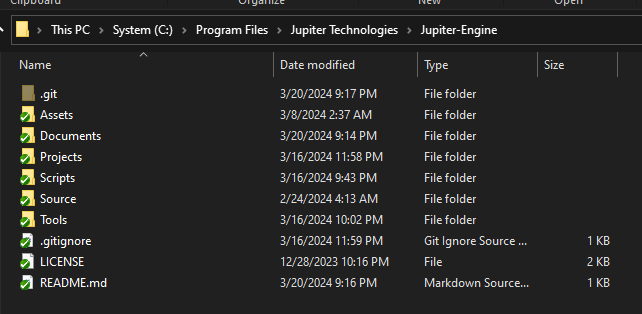 Clipboard Organize New Open
This PC > System (C:) > Program Files > Jupiter Technologies > Jupiter-Engine
Name Date modified Type Size
.git 3/20/2024 9:17 PM File folder
Assets 3/8/2024 2:37 AM File folder
Documents 3/20/2024 9:14 PM File folder
Projects 3/16/2024 11:58 PM File folder
Scripts 3/16/2024 9:43 PM File folder
Source 2/24/2024 4:13 AM File folder
Tools 3/16/2024 10:02 PM File folder
.gitignore 3/16/2024 11:59 PM Git Ignore Source ... 1 KB
LICENSE 12/28/2023 10:16 PM File 2 KB
README.md 3/20/2024 9:16 PM Markdown Source... 1 KB